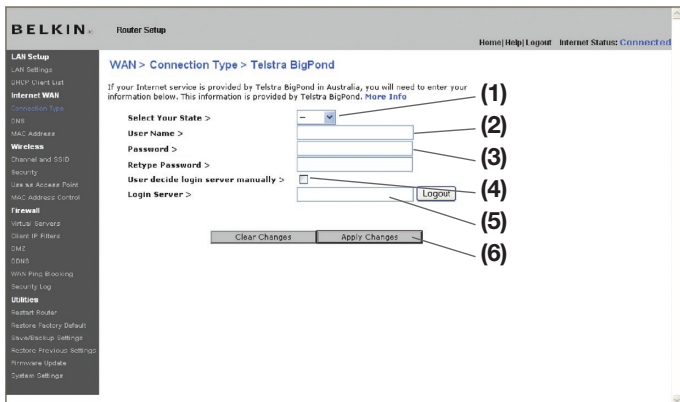 BELKIN®
Router Setup
Home|Help|Logout Internet Status: Connected
LAN Setup
LAN Settings
DHCP Client List
Internet WAN
Connection Type
DNS
MAC Address
Wireless
Channel and SSID
Security
Use as Access Point
MAC Address Control
Firewall
Virtual Servers
Client IP Filters
DMZ
DDNS
WAN Ping Blocking
Security Log
Utilities
Restart Router
Restore Factory Default
Save/Backup Settings
Restore Previous Settings
Firmware Update
System Settings
WAN > Connection Type > Telstra BigPond
If your Internet service is provided by Telstra BigPond in Australia, you will need to enter your
information below. This information is provided by Telstra BigPond. More Info
Select Your State > -- (1)
User Name > (2)
Password > (3)
Retype Password >
User decide login server manually > (4)
Login Server > Logout (5)
Clear Changes Apply Changes (6)